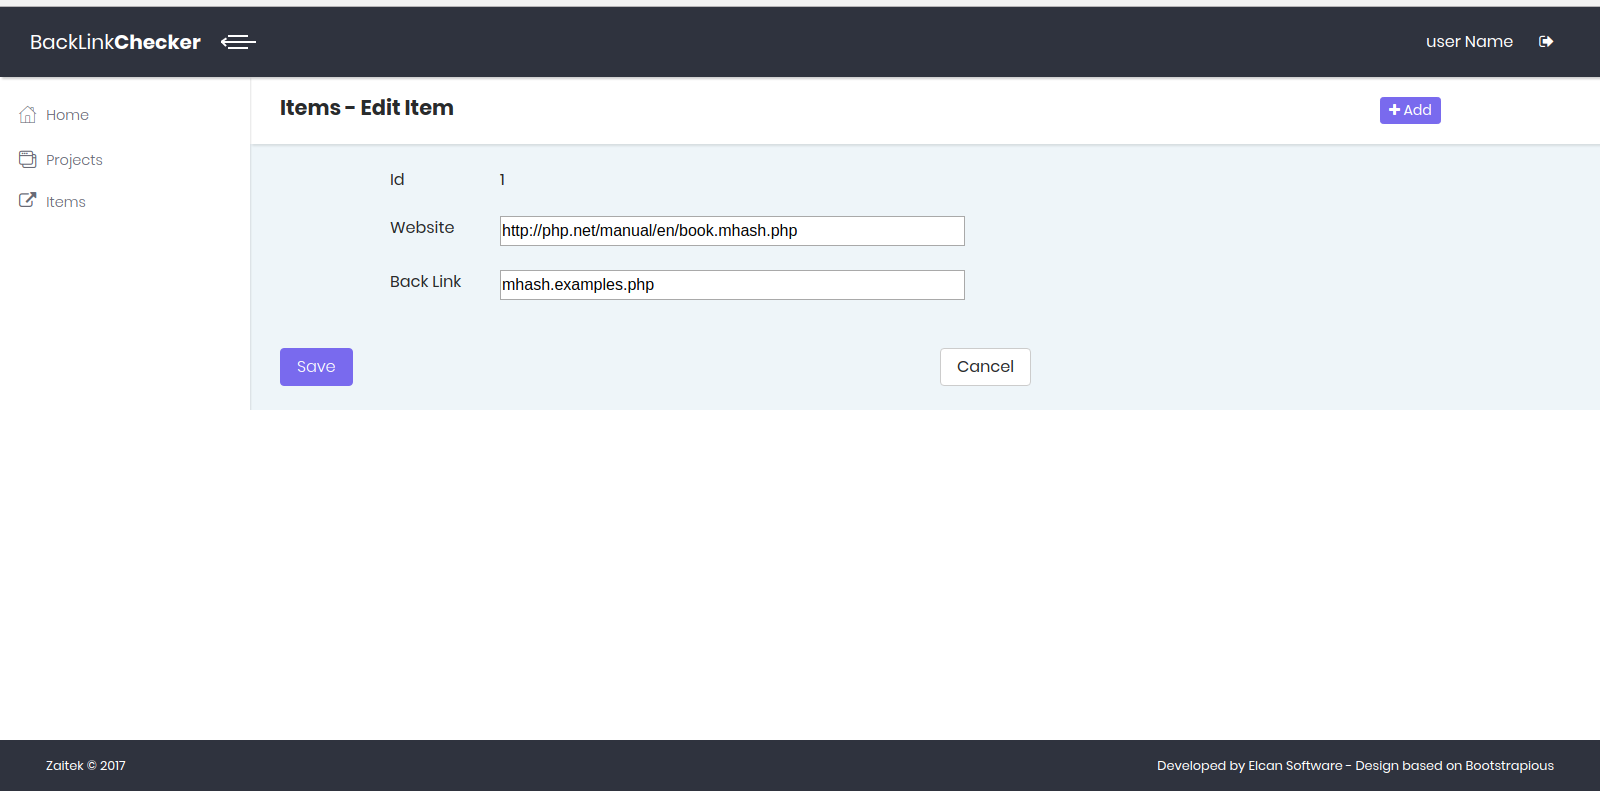 BackLinkChecker
user Name
Home
Projects
Items
Items - Edit Item
Add
Id 1
Website http://php.net/manual/en/book.mhash.php
Back Link mhash.examples.php
Save Cancel
Zaitek © 2017
Developed by Elcan Software - Design based on Bootstrapious